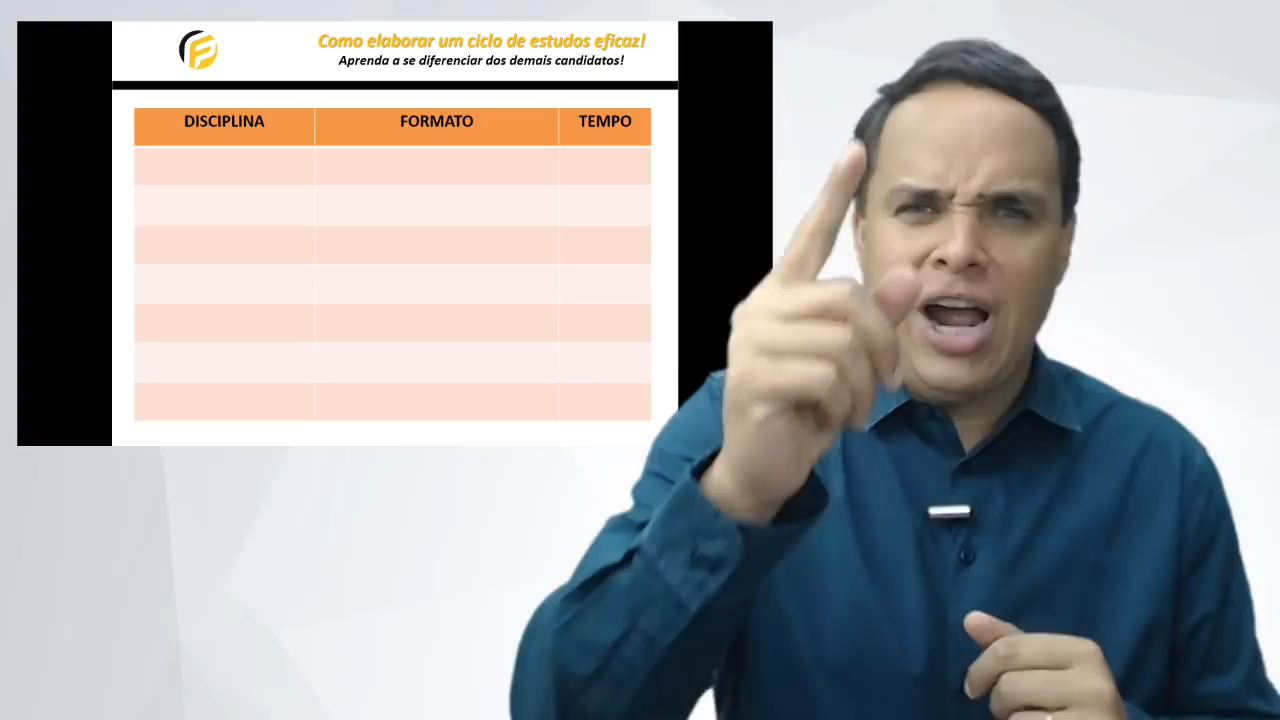 Como elaborar um ciclo de estudos eficaz!
Aprenda a se diferenciar dos demais candidatos!
DISCIPLINA FORMATO TEMPO